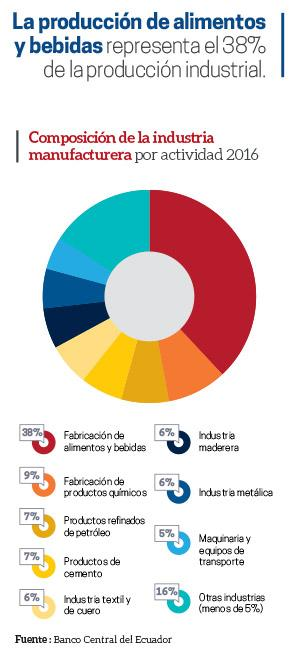 La producción de alimentos
y bebidas representa el 38%
de la producción industrial.
Composición de la industria
manufacturera por actividad 2016
38%
Fabricación de
alimentos y bebidas
9%
Fabricación de
productos químicos
7%
Productos refinados
de petróleo
7%
Productos de
cemento
6%
Industria textil y
de cuero
6%
Industria
maderera
6%
Industria metálica
5%
Maquinaria y
equipos de
transporte
16%
Otras industrias
(menos de 5%)
Fuente: Banco Central del Ecuador